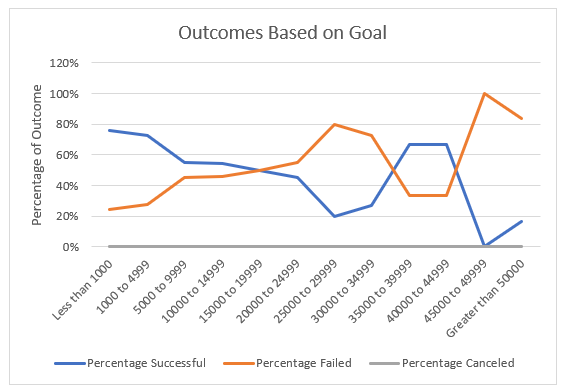 Outcomes Based on Goal
Percentage of Outcome
120%
100%
80%
60%
40%
20%
0%
Less than 1000
1000 to 4999
5000 to 9999
10000 to 14999
15000 to 19999
20000 to 24999
25000 to 29999
30000 to 34999
35000 to 39999
40000 to 44999
45000 to 49999
Greater than 50000
Percentage Successful Percentage Failed Percentage Canceled